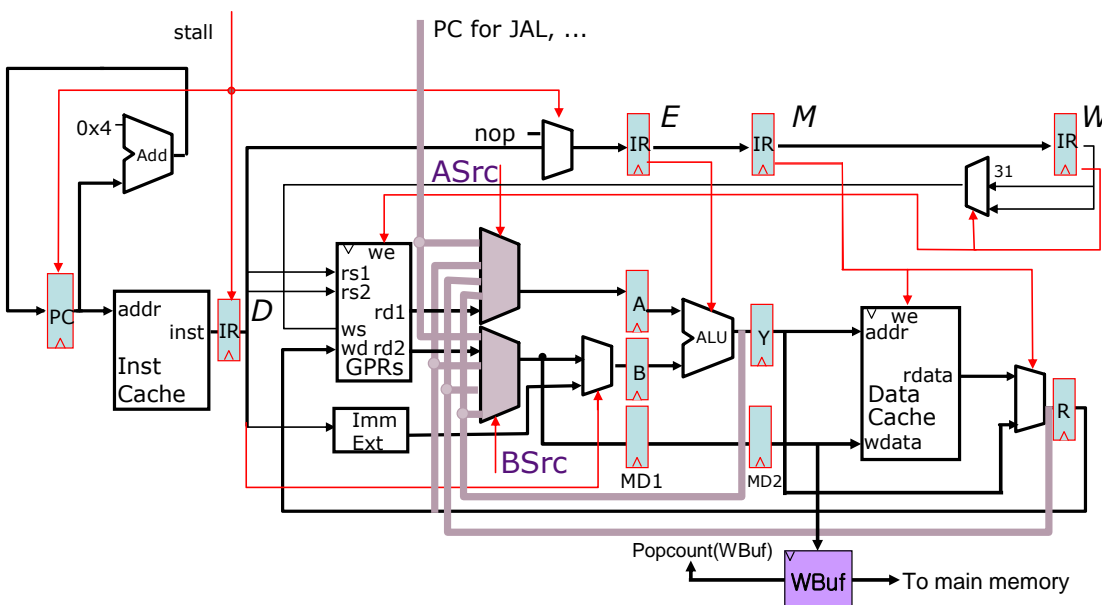 stall
PC for JAL, ...
0x4
Add
nop
E
M
W
IR
IR
IR
31
ASrc
we
rs1
rs2
rd1
ws
wd rd2
GPRs
PC
addr
inst
Inst
Cache
IR
D
A
B
ALU
Y
we
addr
rdata
Data
Cache
wdata
R
Imm
Ext
BSrc
MD1
MD2
Popcount(WBuf)
WBuf
To main memory